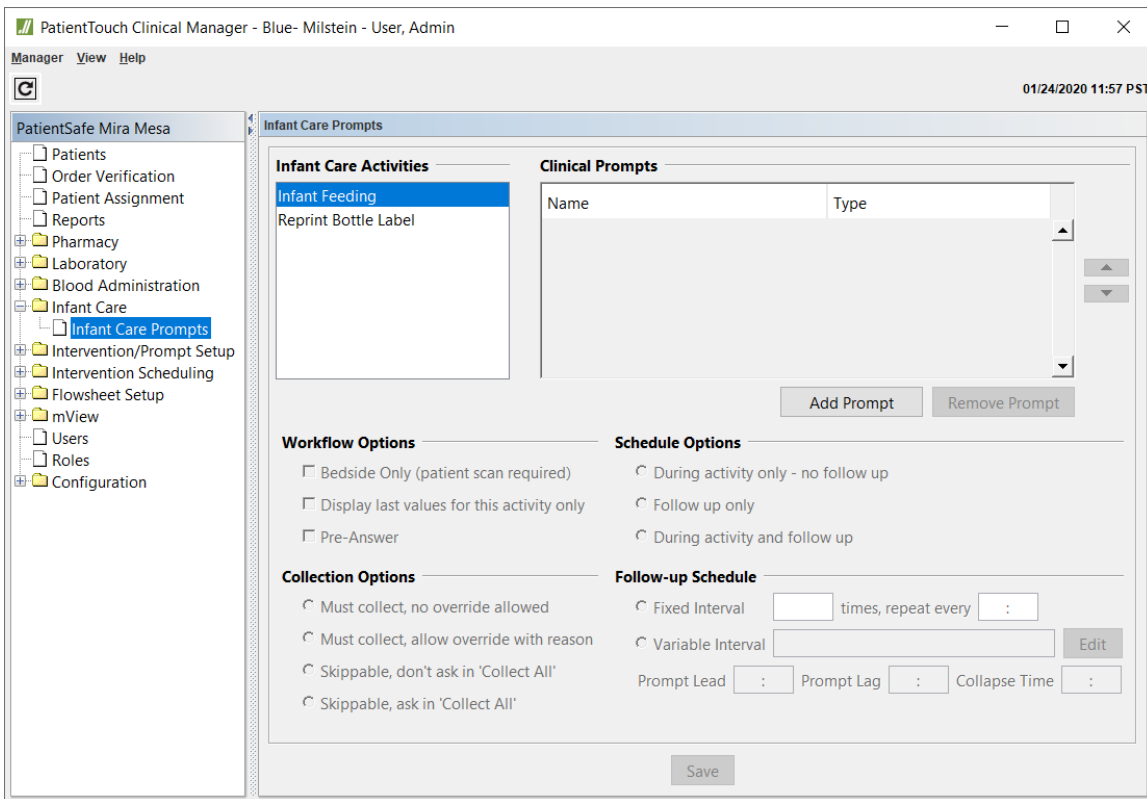 PatientTouch Clinical Manager - Blue- Milstein - User, Admin
Manager View Help
01/24/2020 11:57 PST
PatientSafe Mira Mesa
Patients
Order Verification
Patient Assignment
Reports
Pharmacy
Laboratory
Blood Administration
Infant Care
Infant Care Prompts
Intervention/Prompt Setup
Intervention Scheduling
Flowsheet Setup
mView
Users
Roles
Configuration
Infant Care Prompts
Infant Care Activities
Infant Feeding
Reprint Bottle Label
Clinical Prompts
Name Type
Add Prompt Remove Prompt
Workflow Options
Bedside Only (patient scan required)
Display last values for this activity only
Pre-Answer
Schedule Options
During activity only - no follow up
Follow up only
During activity and follow up
Collection Options
Must collect, no override allowed
Must collect, allow override with reason
Skippable, don't ask in 'Collect All'
Skippable, ask in 'Collect All'
Follow-up Schedule
Fixed Interval times, repeat every :
Variable Interval Edit
Prompt Lead : Prompt Lag : Collapse Time :
Save